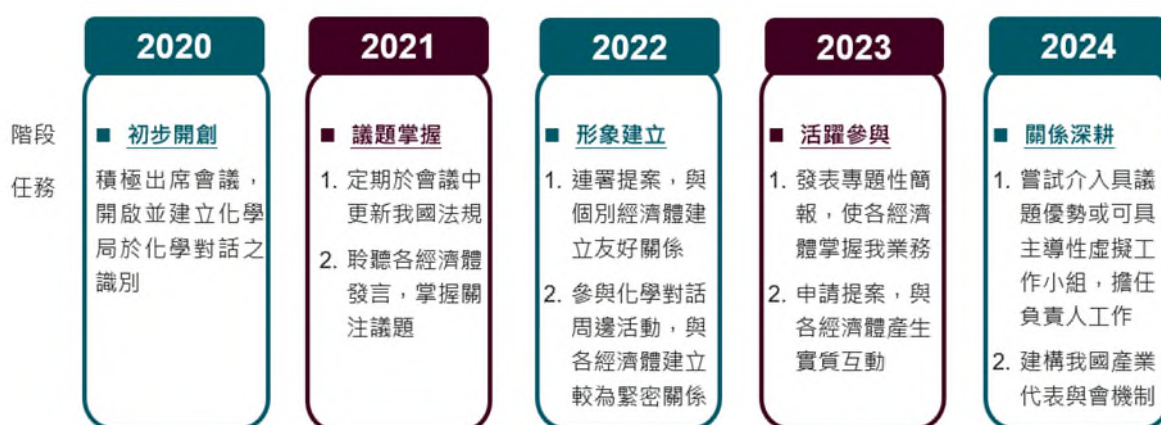 2020
2021
2022
2023
2024
階段
任務
■ 初步開創
積極出席會議，
開啟並建立化學
局於化學對話之
識別
■ 議題掌握
1. 定期於會議中
更新我國法規
2. 聆聽各經濟體
發言，掌握關
注議題
■ 形象建立
1. 連署提案，與
個別經濟體建
立友好關係
2. 參與化學對話
周邊活動，與
各經濟體建立
較為緊密關係
■ 活躍參與
1. 發表專題性簡
報，使各經濟
體掌握我業務
2. 申請提案，與
各經濟體產生
實質互動
■ 關係深耕
1. 嘗試介入具議
題優勢或可具
主導性虛擬工
作小組，擔任
負責人工作
2. 建構我國產業
代表與會機制